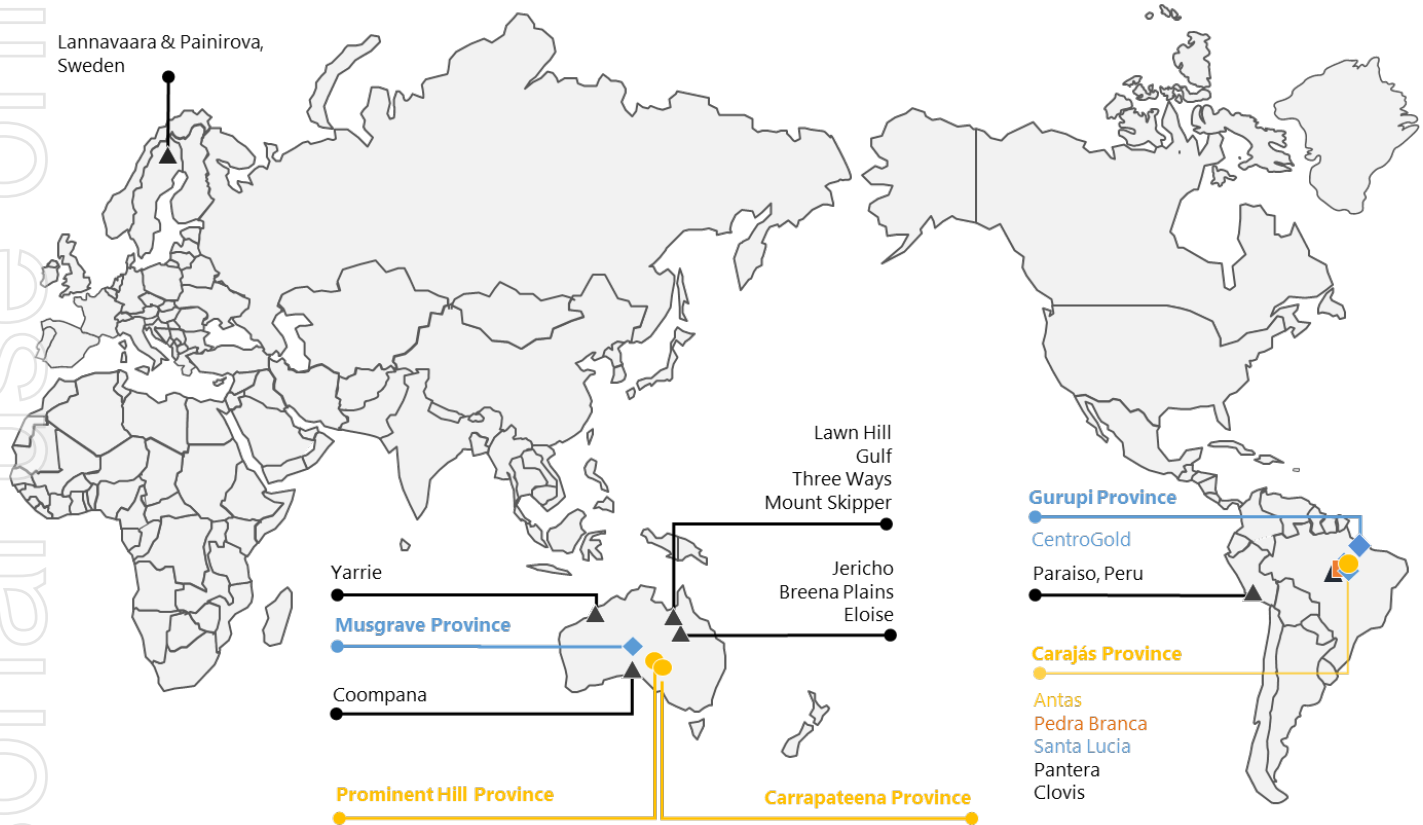 Lannavaara & Painirova,
Sweden
Lawn Hill
Gulf
Three Ways
Mount Skipper
Jericho
Breena Plains
Eloise
Yarrie
Musgrave Province
Coompana
Prominent Hill Province
Carrapateena Province
Gurupi Province
CentroGold
Paraiso, Peru
Carajás Province
Antas
Pedra Branca
Santa Lucia
Pantera
Clovis